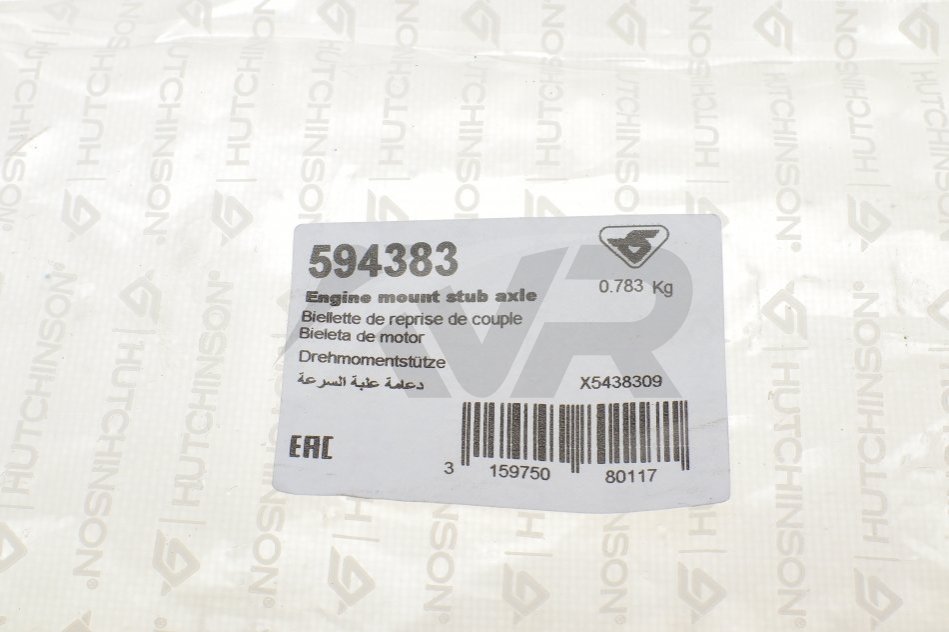 594383
0.783 Kg
Engine mount stub axle
Biellette de reprise de couple
Bieleta de motor
Drehmomentstütze
دعامة علبة السرعة
X5438309
EAC
3 159750 80117
VR
HUTCHINSON®